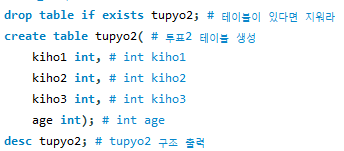 drop table if exists tupyo2; # 테이블이 있다면 지워라
create table tupyo2( # 투표2 테이블 생성
    kiho1 int, # int kiho1
    kiho2 int, # int kiho2
    kiho3 int, # int kiho3
    age int); # int age
desc tupyo2; # tupyo2 구조 출력